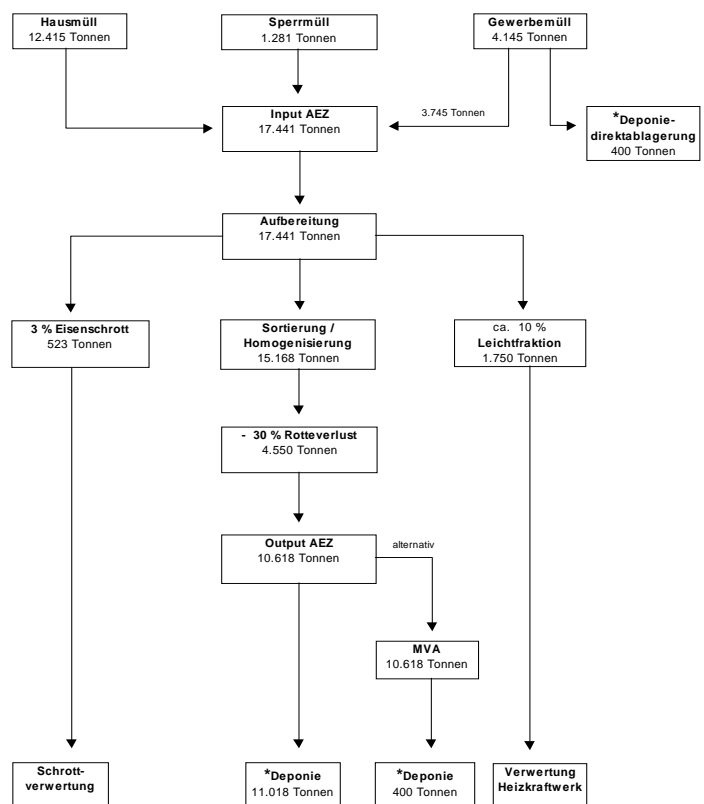 Hausmüll
12.415 Tonnen
Sperrmüll
1.281 Tonnen
Gewerbemüll
4.145 Tonnen
Input AEZ
17.441 Tonnen
3.745 Tonnen
*Deponie-
direktablagerung
400 Tonnen
Aufbereitung
17.441 Tonnen
3 % Eisenschrott
523 Tonnen
Sortierung /
Homogenisierung
15.168 Tonnen
ca. 10 %
Leichtfraktion
1.750 Tonnen
- 30 % Rotteverlust
4.550 Tonnen
Output AEZ
10.618 Tonnen
alternativ
MVA
10.618 Tonnen
Schrott-
verwertung
*Deponie
11.018 Tonnen
*Deponie
400 Tonnen
Verwertung
Heizkraftwerk